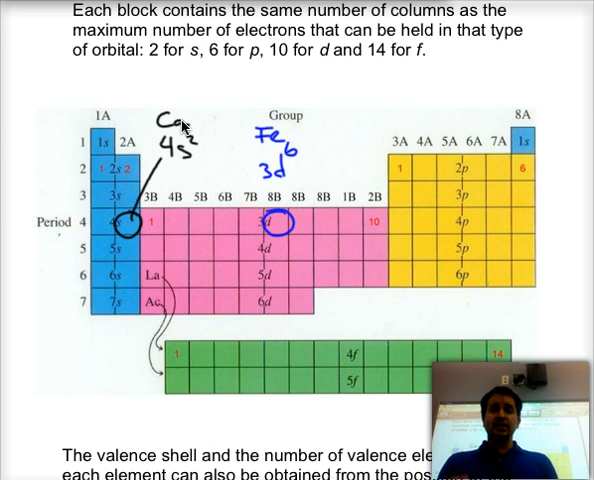 Each block contains the same number of columns as the
maximum number of electrons that can be held in that type
of orbital: 2 for s, 6 for p, 10 for d and 14 for f.
1A Group 8A
Ca
4s²
Fe
3d⁶
1 1s 2A 3A 4A 5A 6A 7A 1s
2 1 2s 2 1 2p 6
3 3s 3B 4B 5B 6B 7B 8B 8B 8B 1B 2B 3p
Period 4 4s 1 3d 10 4p
5 5s 4d 5p
6 6s La 5d 6p
7 7s Ac 6d
1 4f 14
5f
The valence shell and the number of valence
each element can also be obtained from the